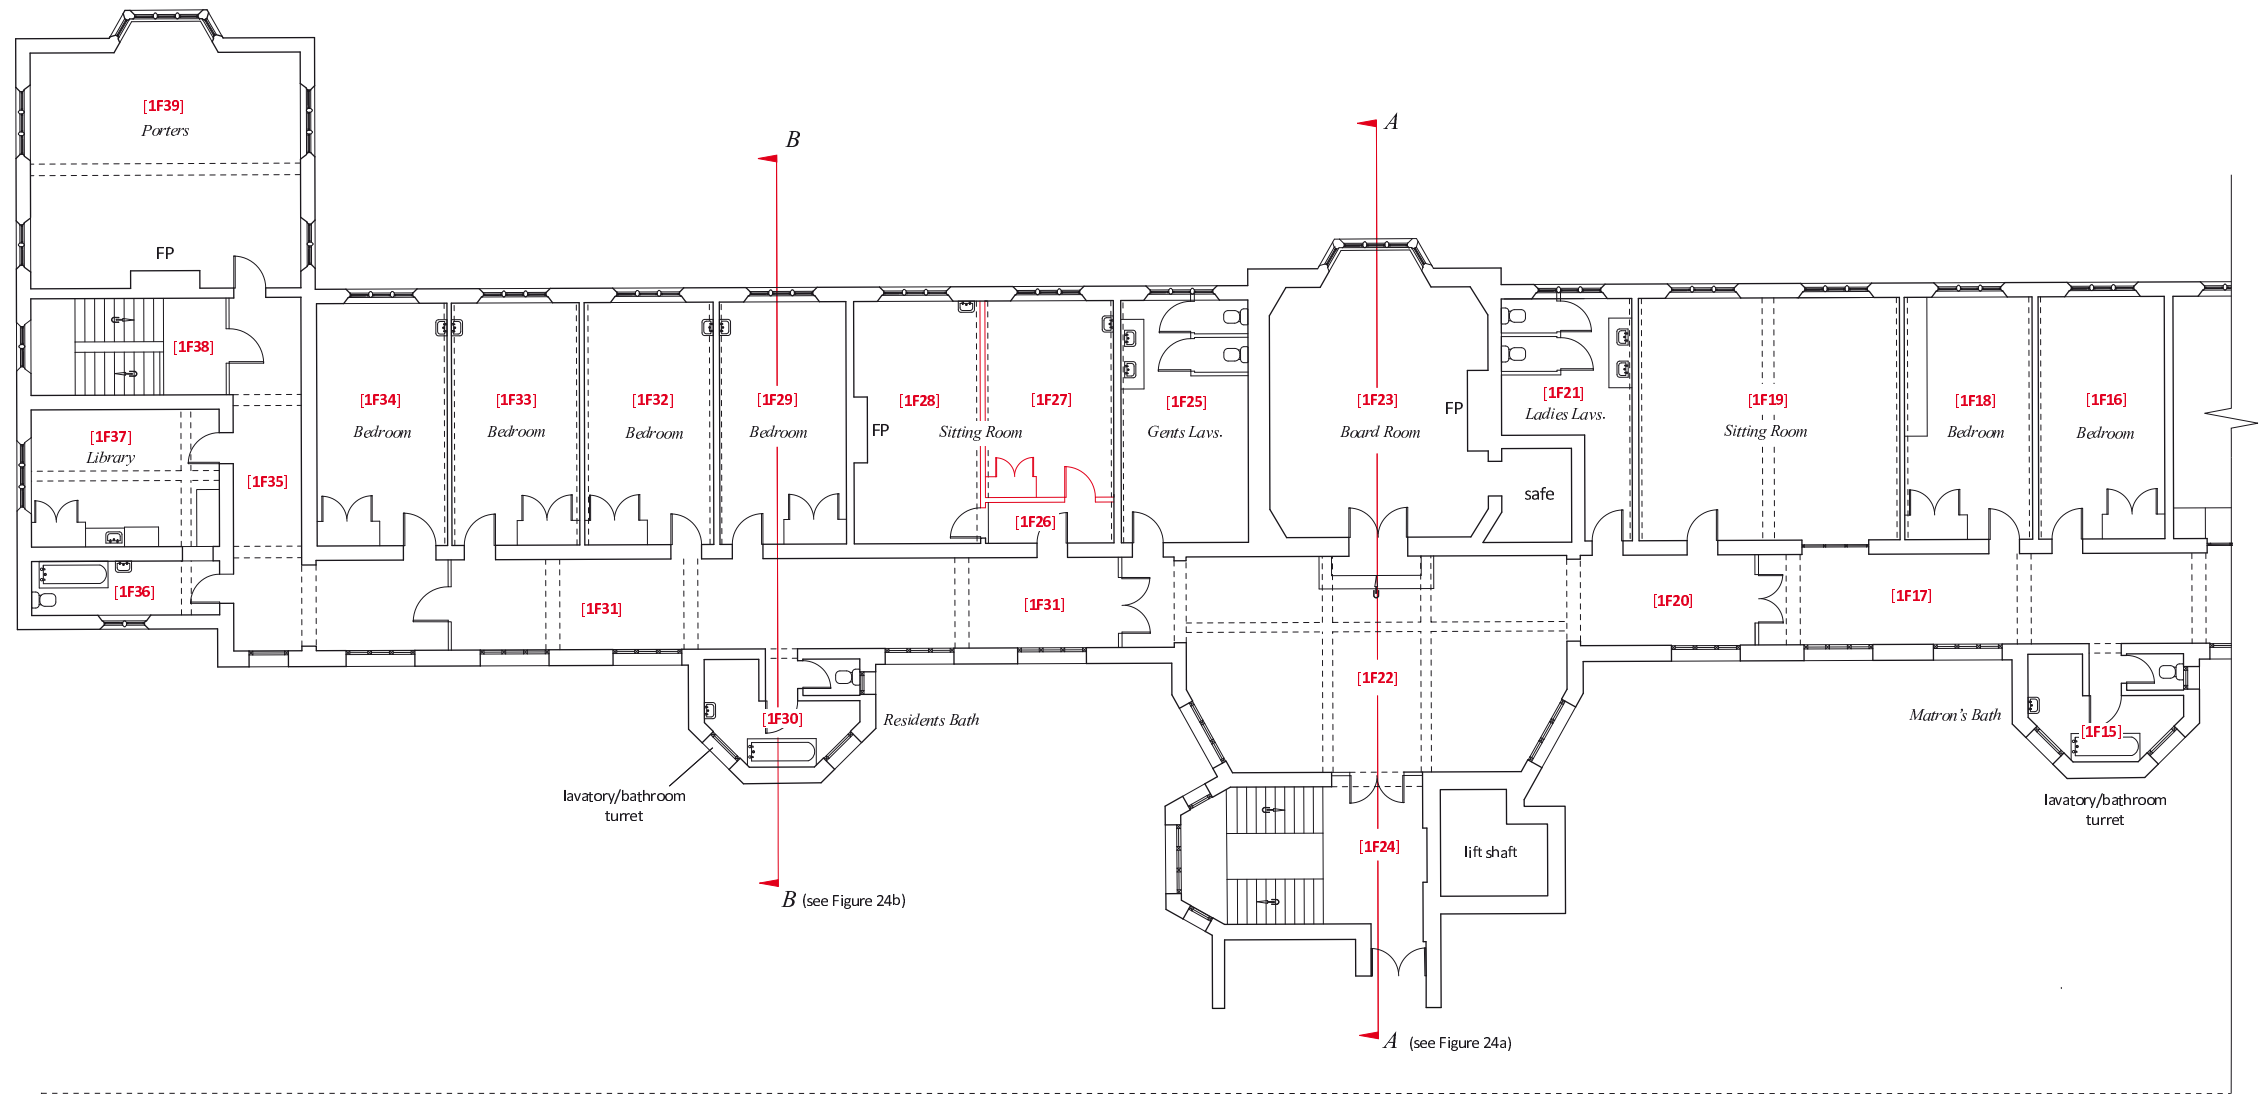 [1F39]
Porters
FP
B
A
[1F38]
[1F37]
Library
[1F35]
[1F36]
[1F34]
Bedroom
[1F33]
Bedroom
[1F32]
Bedroom
[1F29]
Bedroom
FP
[1F28]
[1F27]
Sitting Room
[1F26]
[1F25]
Gents Lavs.
[1F23]
Board Room
FP
[1F21]
Ladies Lavs.
safe
[1F19]
Sitting Room
[1F18]
Bedroom
[1F16]
Bedroom
[1F31]
[1F31]
[1F20]
[1F17]
[1F22]
[1F30]
Residents Bath
Matron's Bath
[1F15]
lavatory/bathroom
turret
lavatory/bathroom
turret
[1F24]
lift shaft
B (see Figure 24b)
A (see Figure 24a)